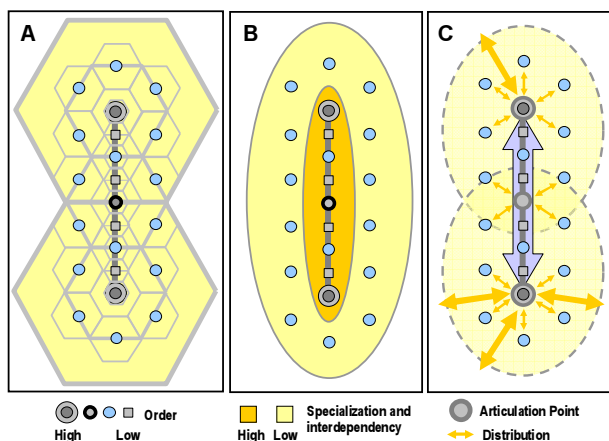 A
B
C
Order
High
Low
Specialization and
interdependency
High
Low
Articulation Point
Distribution